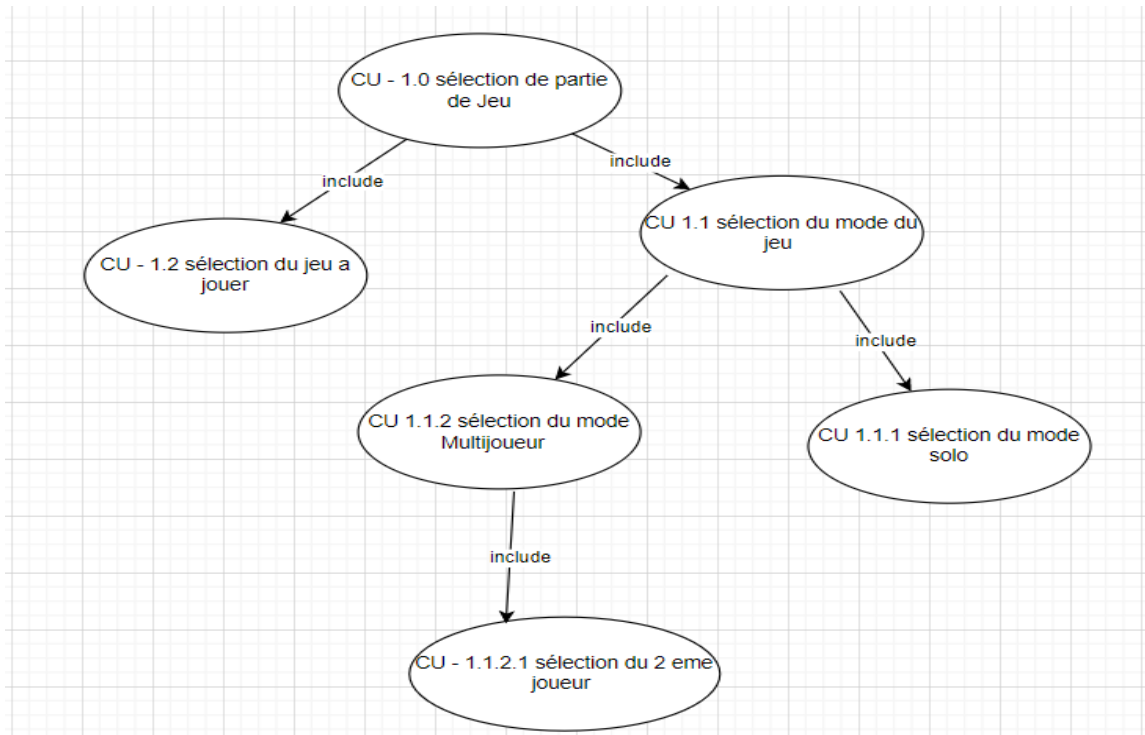 CU - 1.0 sélection de partie
de Jeu
include
include
CU - 1.2 sélection du jeu a
jouer
CU 1.1 sélection du mode du
jeu
include
include
CU 1.1.2 sélection du mode
Multijoueur
CU 1.1.1 sélection du mode
solo
include
CU - 1.1.2.1 sélection du 2 eme
joueur